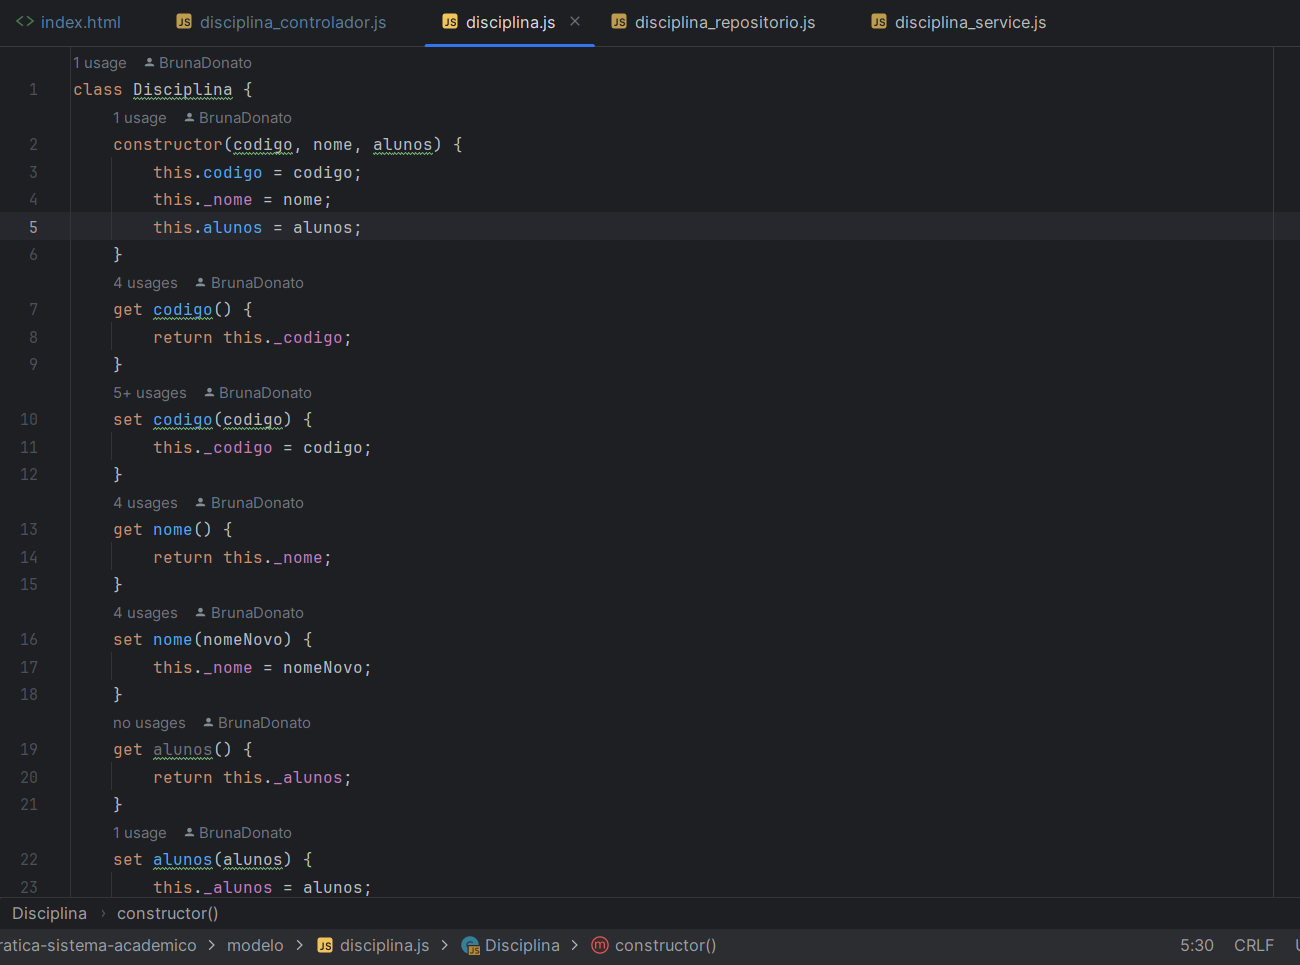 <> index.html JS disciplina_controlador.js JS disciplina.js × JS disciplina_repositorio.js JS disciplina_service.js
1 usage BrunaDonato
1 class Disciplina {
1 usage BrunaDonato
2 constructor(codigo, nome, alunos) {
3 this.codigo = codigo;
4 this._nome = nome;
5 this.alunos = alunos;
6 }
4 usages BrunaDonato
7 get codigo() {
8 return this._codigo;
9 }
5+ usages BrunaDonato
10 set codigo(codigo) {
11 this._codigo = codigo;
12 }
4 usages BrunaDonato
13 get nome() {
14 return this._nome;
15 }
4 usages BrunaDonato
16 set nome(nomeNovo) {
17 this._nome = nomeNovo;
18 }
no usages BrunaDonato
19 get alunos() {
20 return this._alunos;
21 }
1 usage BrunaDonato
22 set alunos(alunos) {
23 this._alunos = alunos;
Disciplina › constructor()
ratica-sistema-academico > modelo > JS disciplina.js > Disciplina > m constructor() 5:30 CRLF